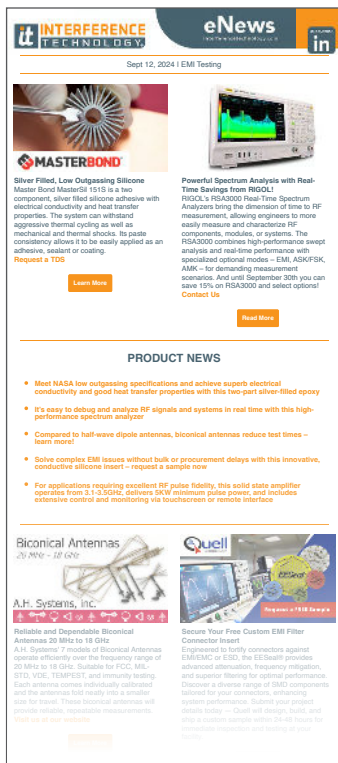 it INTERFERENCE
TECHNOLOGY
eNews
interferencetechnology.com
in
Sept 12, 2024 | EMI Testing
MASTERBOND
Silver Filled, Low Outgassing Silicone
Master Bond MasterSil 151S is a two
component, silver filled silicone adhesive with
electrical conductivity and heat transfer
properties. The system can withstand
aggressive thermal cycling as well as
mechanical and thermal shocks. Its paste
consistency allows it to be easily applied as an
adhesive, sealant or coating.
Request a TDS
Learn More
Powerful Spectrum Analysis with Real-
Time Savings from RIGOL!
RIGOL's RSA3000 Real-Time Spectrum
Analyzers bring the dimension of time to RF
measurement, allowing engineers to more
easily measure and characterize RF
components, modules, or systems. The
RSA3000 combines high-performance swept
analysis and real-time performance with
specialized optional modes – EMI, ASK/FSK,
AMK – for demanding measurement
scenarios. And until September 30th you can
save 15% on RSA3000 and select options!
Contact Us
Read More
PRODUCT NEWS
• Meet NASA low outgassing specifications and achieve superb electrical
conductivity and good heat transfer properties with this two-part silver-filled epoxy
• It's easy to debug and analyze RF signals and systems in real time with this high-
performance spectrum analyzer
• Compared to half-wave dipole antennas, biconical antennas reduce test times –
learn more!
• Solve complex EMI issues without bulk or procurement delays with this innovative,
conductive silicone insert – request a sample now
• For applications requiring excellent RF pulse fidelity, this solid state amplifier
operates from 3.1-3.5GHz, delivers 5KW minimum pulse power, and includes
extensive control and monitoring via touchscreen or remote interface
Biconical Antennas
20 MHz - 18 GHz
A.H. Systems, inc.
Reliable and Dependable Biconical
Antennas 20 MHz to 18 GHz
A.H. Systems' 7 models of Biconical Antennas
operate efficiently over the frequency range of
20 MHz to 18 GHz. Suitable for FCC, MIL-
STD, VDE, TEMPEST, and immunity testing.
Each antenna comes individually calibrated
and the antennas fold neatly into a smaller
size for travel. These biconical antennas will
provide reliable, repeatable measurements.
Visit us at our website
Quell
EESeal
Request a FREE Sample
Secure Your Free Custom EMI Filter
Connector Insert
Engineered to fortify connectors against
EMI/EMC or ESD, the EESeal® provides
advanced attenuation, frequency mitigation,
and superior filtering for optimal performance.
Discover a diverse range of SMD components
tailored for your connectors, enhancing
system performance. Submit your project
details today — Quell will design, build, and
ship a custom sample within 24-48 hours for
immediate inspection and testing at your
facility.